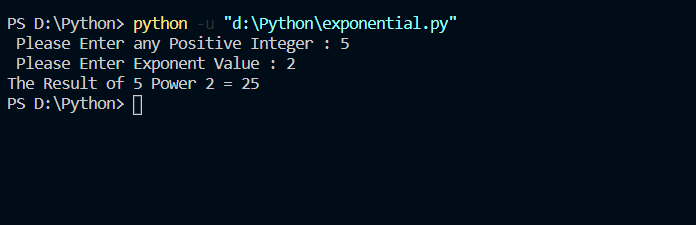 PS D:\Python> python -u "d:\Python\exponential.py"
 Please Enter any Positive Integer : 5
 Please Enter Exponent Value : 2
The Result of 5 Power 2 = 25
PS D:\Python>